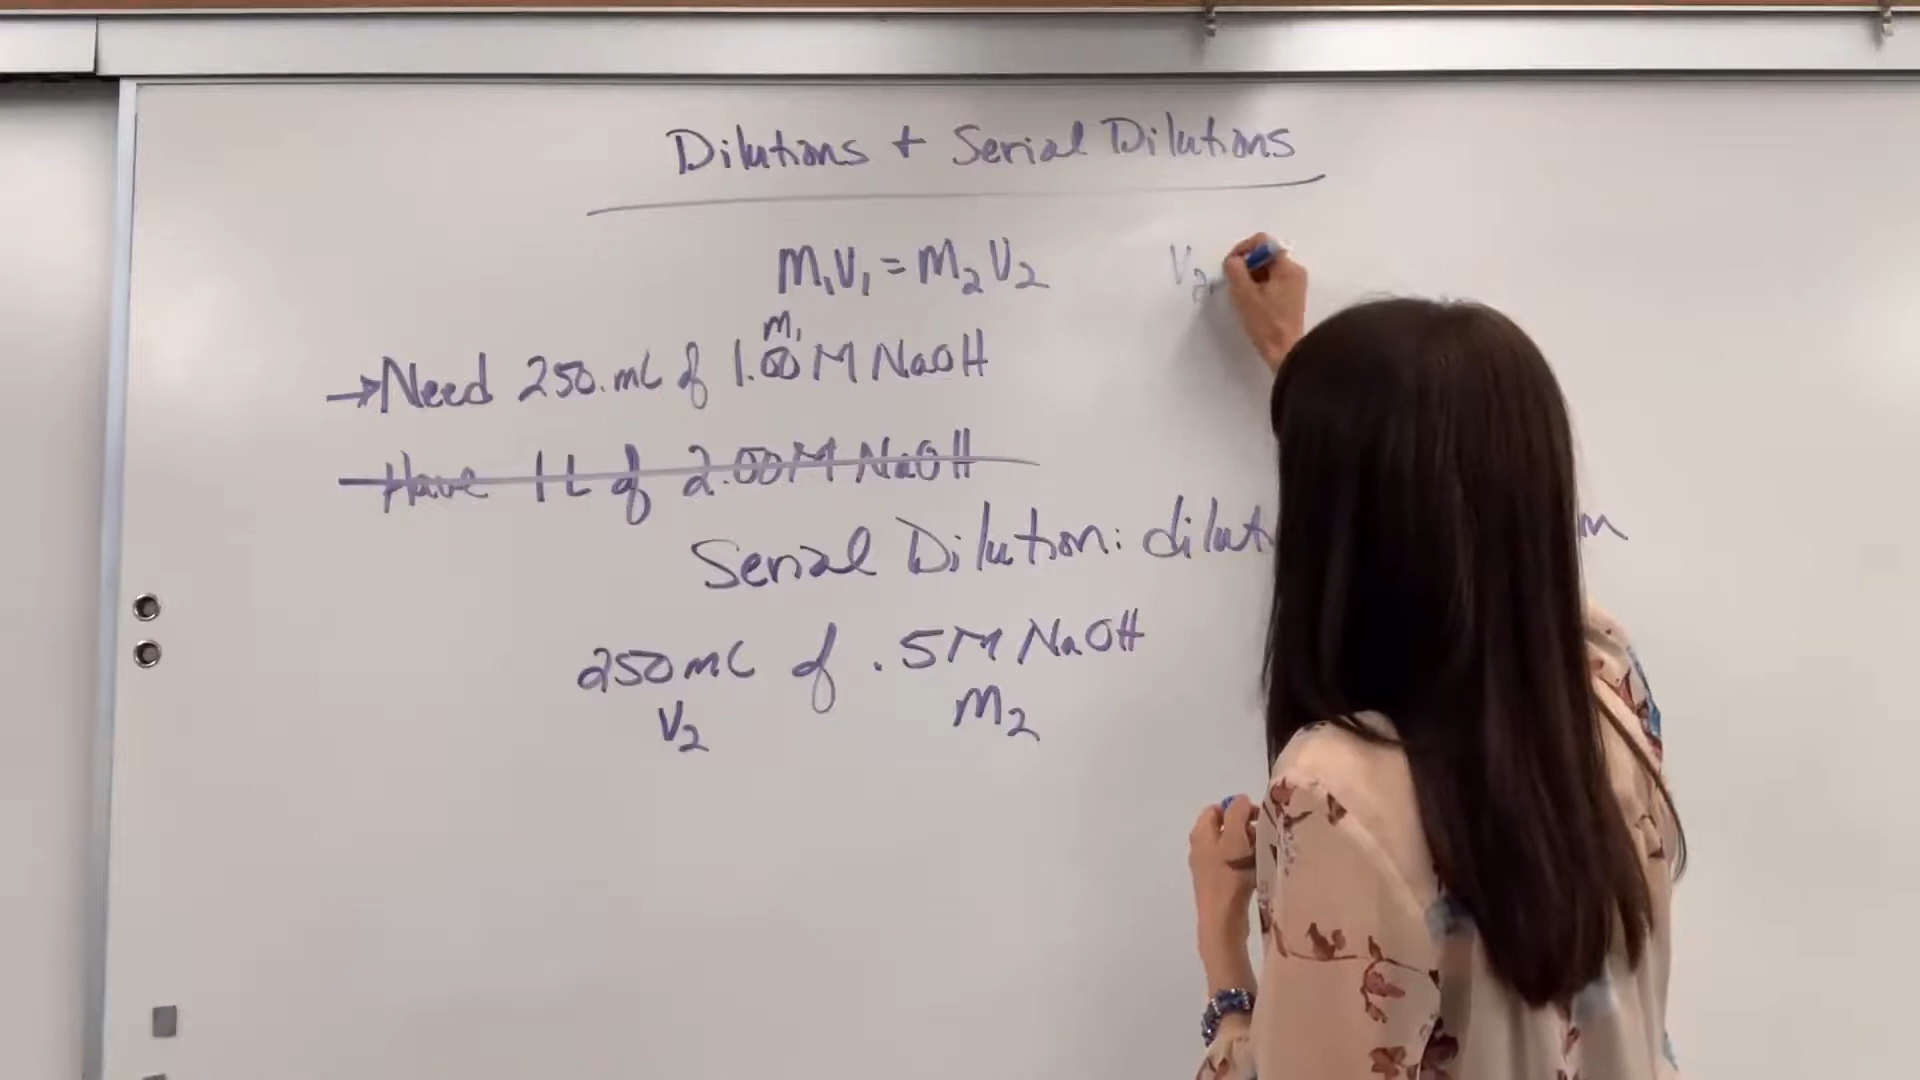 Dilutions + Serial Dilutions
M₁V₁ = M₂V₂
V₂
M₁
→Need 250. mL of 1.00 M NaOH
Have 1 L of 2.00 M NaOH
Serial Dilution:
250 mL of .5 M NaOH
V₂ M₂